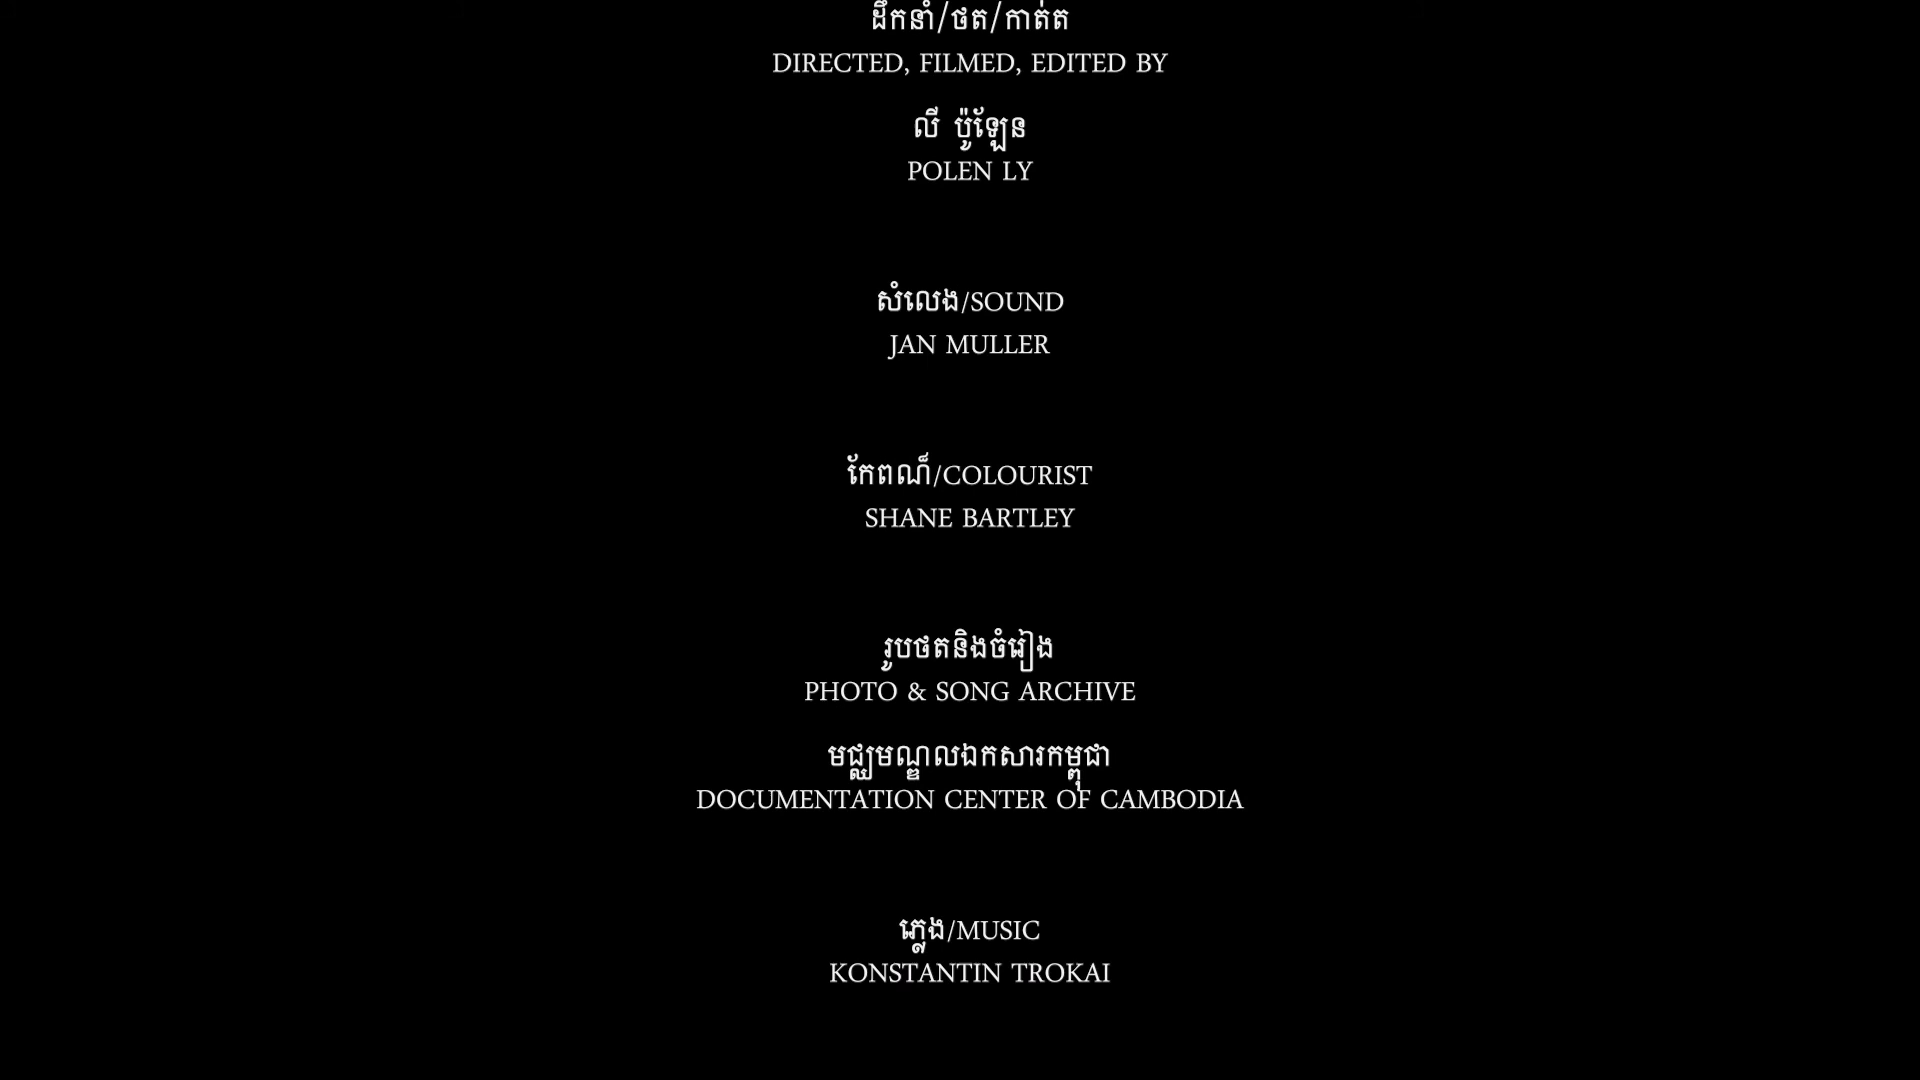 ដឹកនាំ/ថត/កាត់ត
DIRECTED, FILMED, EDITED BY
លី ប៉ូឡែន
POLEN LY
សំលេង/SOUND
JAN MULLER
កែពណ៌/COLOURIST
SHANE BARTLEY
រូបថតនិងចំរៀង
PHOTO & SONG ARCHIVE
មជ្ឈមណ្ឌលឯកសារកម្ពុជា
DOCUMENTATION CENTER OF CAMBODIA
ភ្លេង/MUSIC
KONSTANTIN TROKAI